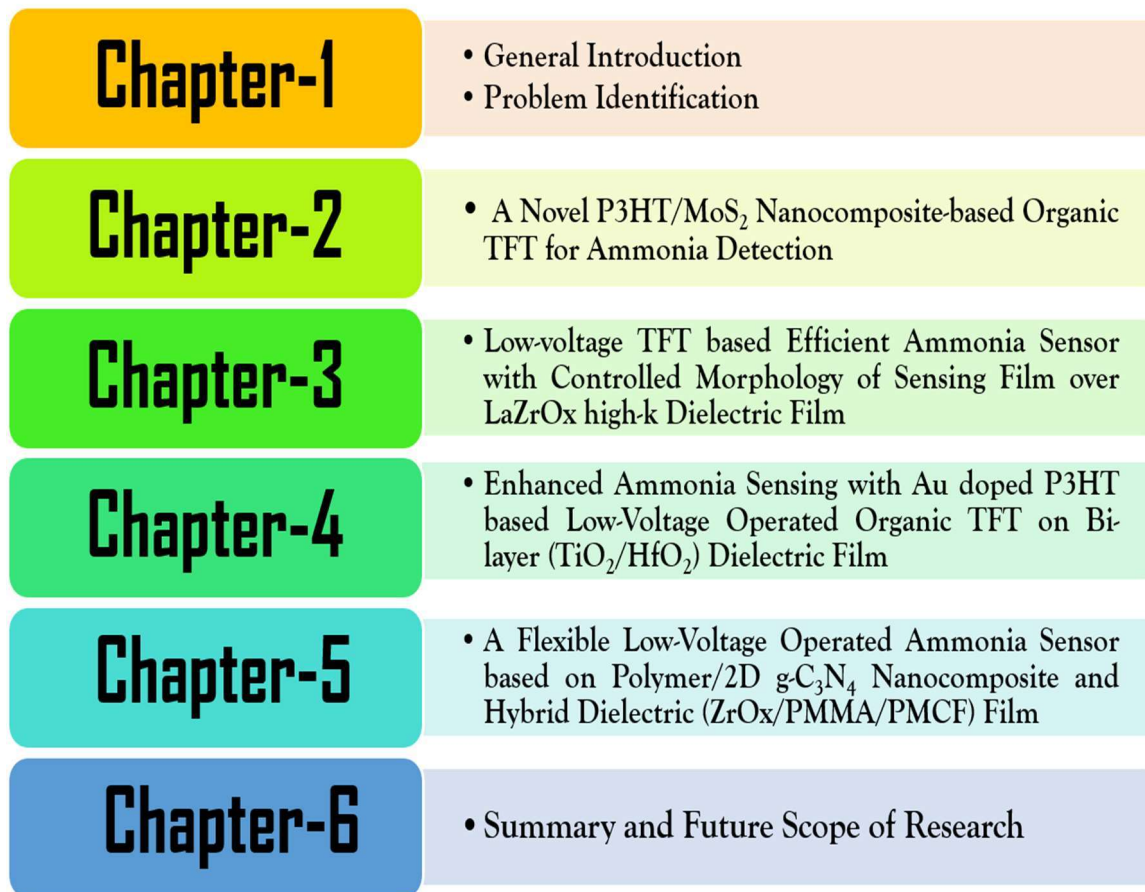 Chapter-1
• General Introduction
• Problem Identification
Chapter-2
• A Novel P3HT/MoS₂ Nanocomposite-based Organic
TFT for Ammonia Detection
Chapter-3
• Low-voltage TFT based Efficient Ammonia Sensor
with Controlled Morphology of Sensing Film over
LaZrOx high-k Dielectric Film
Chapter-4
• Enhanced Ammonia Sensing with Au doped P3HT
based Low-Voltage Operated Organic TFT on Bi-
layer (TiO₂/HfO₂) Dielectric Film
Chapter-5
• A Flexible Low-Voltage Operated Ammonia Sensor
based on Polymer/2D g-C₃N₄ Nanocomposite and
Hybrid Dielectric (ZrOx/PMMA/PMCF) Film
Chapter-6
• Summary and Future Scope of Research